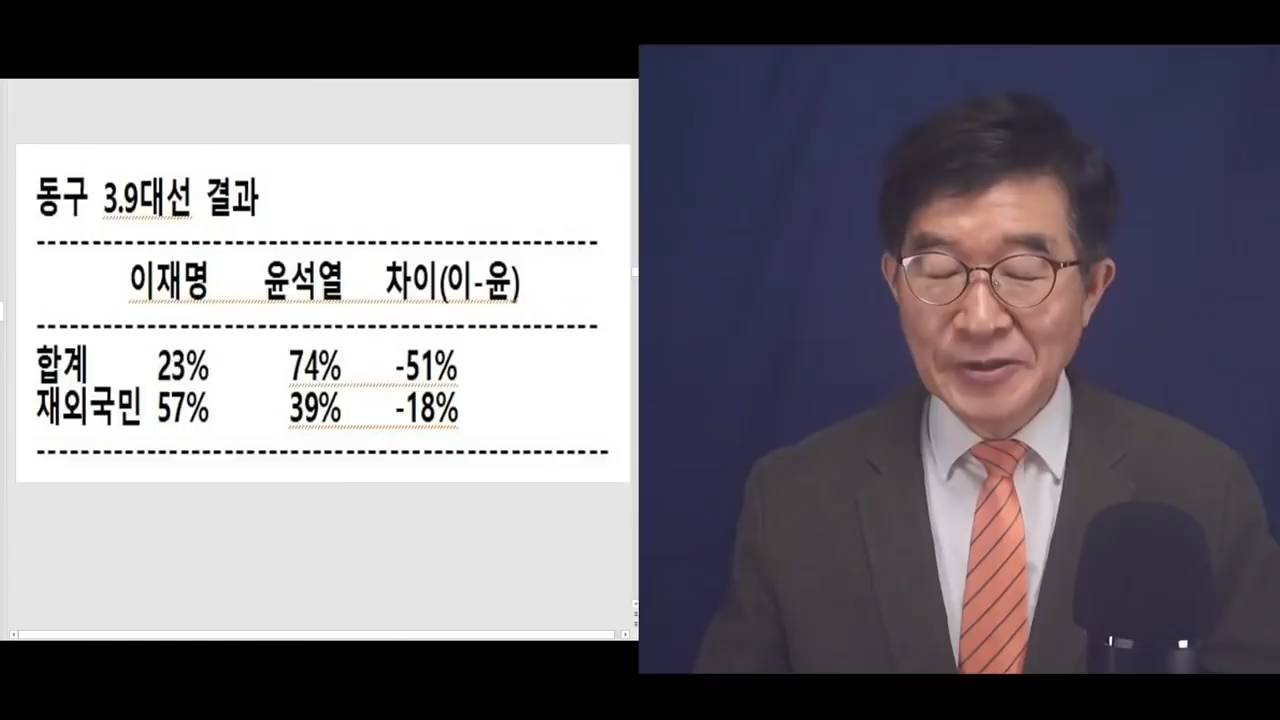 동구 3.9대선 결과
이재명 윤석열 차이(이-윤)
합계 23% 74% -51%
재외국민 57% 39% -18%